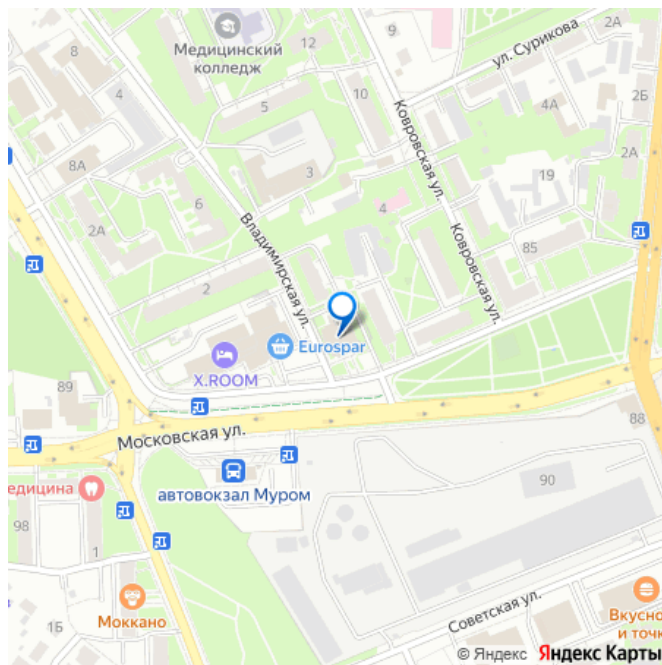 8
Медицинский
колледж
12
9
2А
ул. Сурикова
4
5
10
Ковровская ул.
4А
2Б
8А
3
2А
6
4
19
2А
Владимирская ул.
Ковровская ул.
85
2
Eurospar
X.ROOM
89
88
Московская ул.
автовокзал Муром
90
едицина
98
1
Моккано
1Б
Советская ул.
Вкусно
и точк
© Яндекс Яндекс Карты